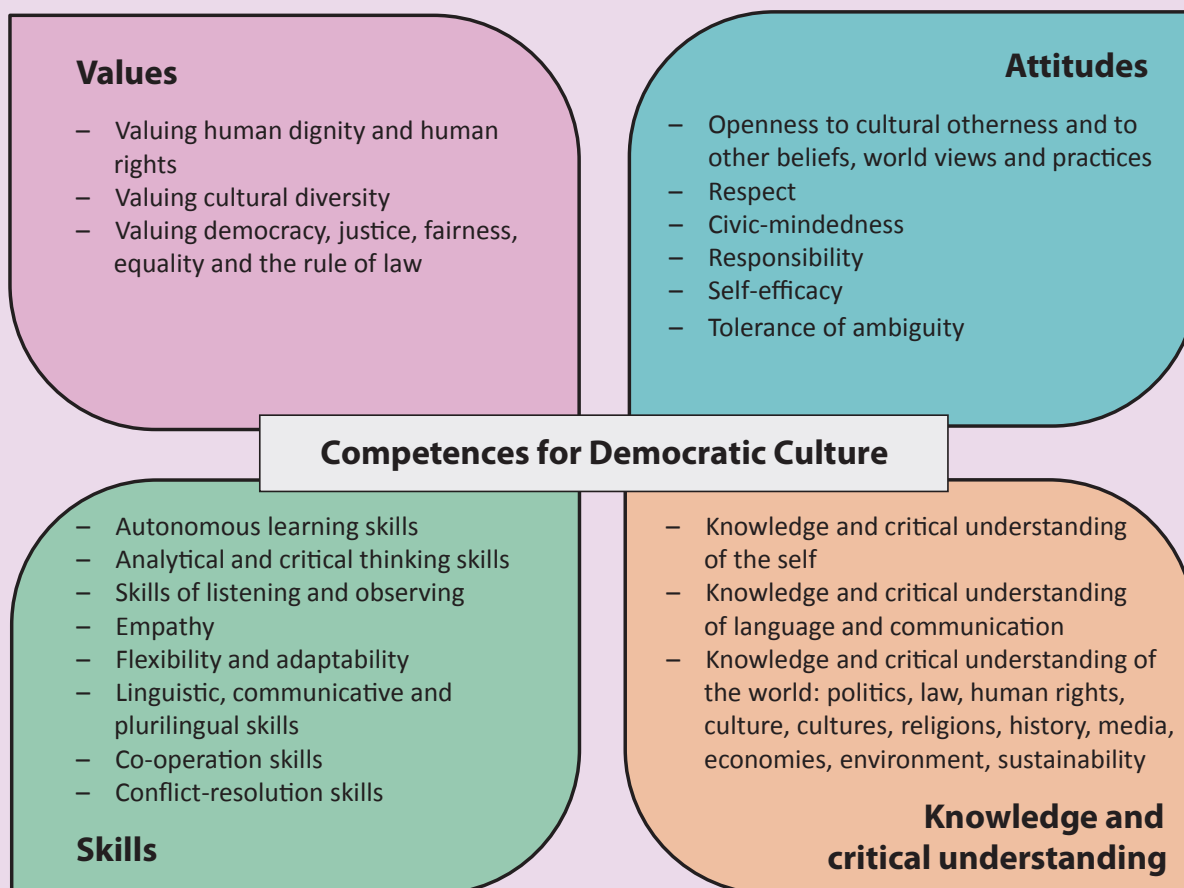 Values
– Valuing human dignity and human
rights
– Valuing cultural diversity
– Valuing democracy, justice, fairness,
equality and the rule of law
Attitudes
– Openness to cultural otherness and to
other beliefs, world views and practices
– Respect
– Civic-mindedness
– Responsibility
– Self-efficacy
– Tolerance of ambiguity
Competences for Democratic Culture
– Autonomous learning skills
– Analytical and critical thinking skills
– Skills of listening and observing
– Empathy
– Flexibility and adaptability
– Linguistic, communicative and
plurilingual skills
– Co-operation skills
– Conflict-resolution skills
Skills
– Knowledge and critical understanding
of the self
– Knowledge and critical understanding
of language and communication
– Knowledge and critical understanding of
the world: politics, law, human rights,
culture, cultures, religions, history, media,
economies, environment, sustainability
Knowledge and
critical understanding